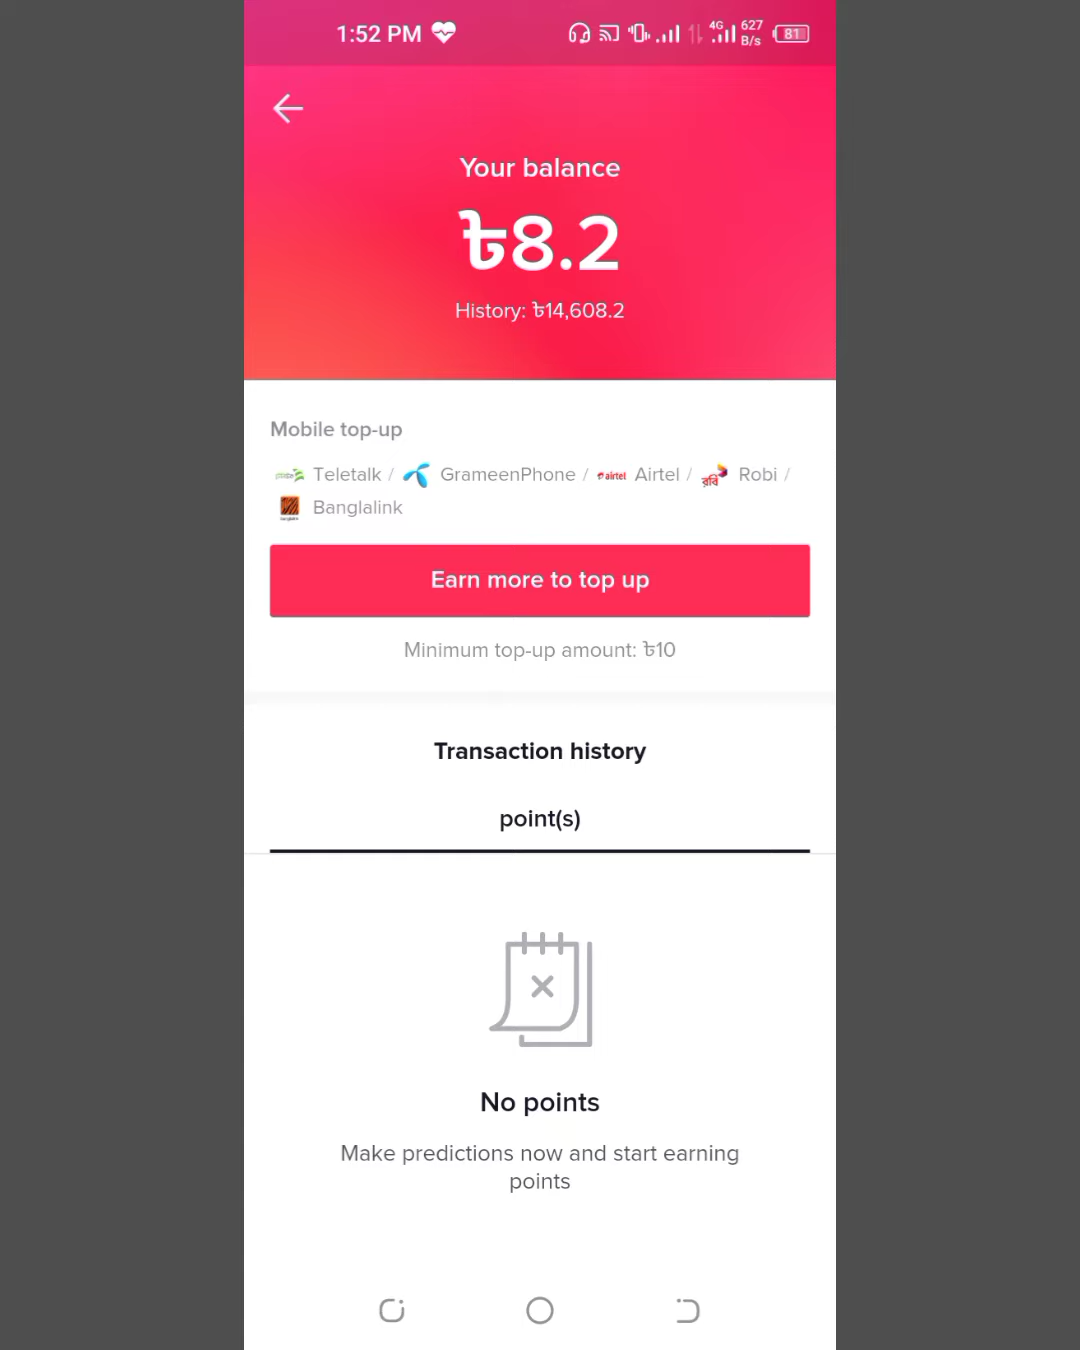 1:52 PM
4G 627 B/s 81
Your balance
৳8.2
History: ৳14,608.2
Mobile top-up
Teletalk / GrameenPhone / airtel Airtel / রবি Robi /
Banglalink
Earn more to top up
Minimum top-up amount: ৳10
Transaction history
point(s)
No points
Make predictions now and start earning
points